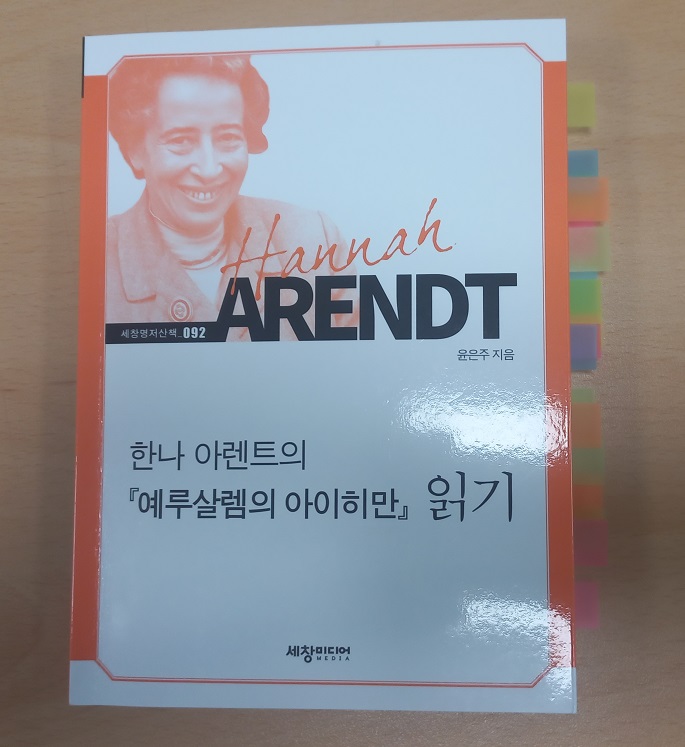 Hannah
ARENDT
세창명저산책_092
윤은주 지음
한나 아렌트의
『예루살렘의 아이히만』 읽기
세창미디어
MEDIA